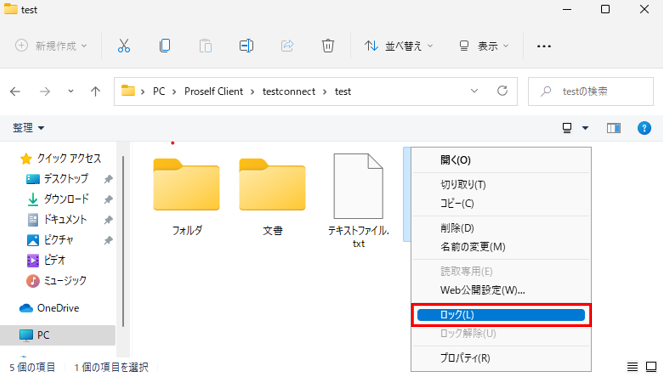 test
新規作成
並べ替え
表示
PC > Proself Client > testconnect > test
testの検索
整理
クイック アクセス
デスクトップ
ダウンロード
ドキュメント
ピクチャ
ビデオ
ミュージック
OneDrive
PC
フォルダ
文書
テキストファイル.
txt
開く(O)
切り取り(T)
コピー(C)
削除(D)
名前の変更(M)
読取専用(E)
Web公開設定(W)...
ロック(L)
ロック解除(U)
プロパティ(R)
5 個の項目
1 個の項目を選択